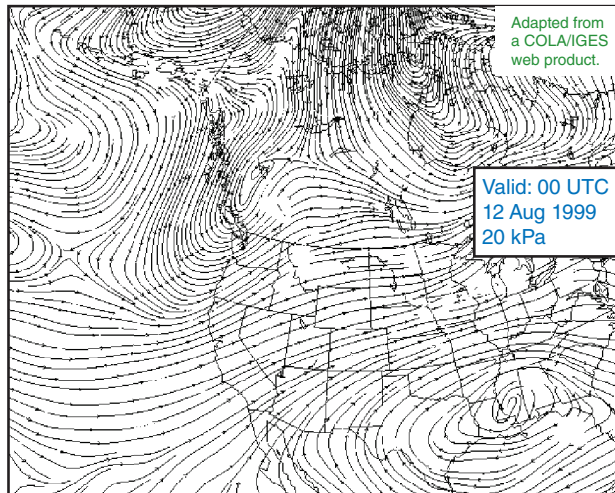 Adapted from
a COLA/IGES
web product.
Valid: 00 UTC
12 Aug 1999
20 kPa